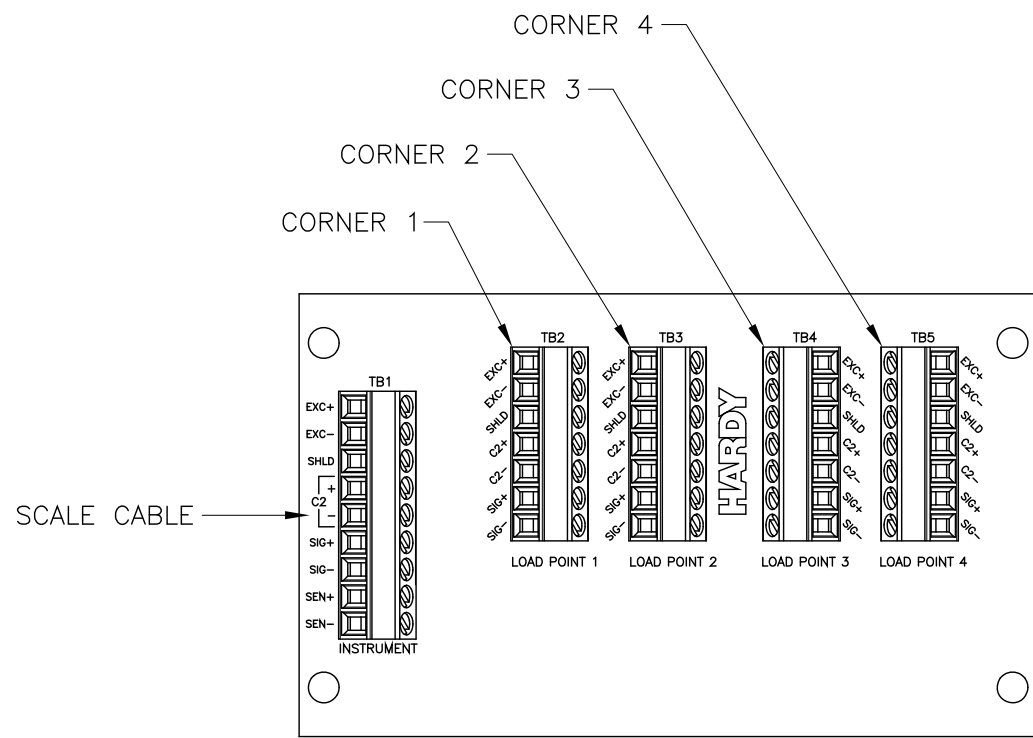 CORNER 4
CORNER 3
CORNER 2
CORNER 1
SCALE CABLE
TB1
EXC+
EXC-
SHLD
C2
+
-
SIG+
SIG-
SEN+
SEN-
INSTRUMENT
TB2
EXC+
EXC-
SHLD
C2+
C2-
SIG+
SIG-
LOAD POINT 1
TB3
EXC+
EXC-
SHLD
C2+
C2-
SIG+
SIG-
LOAD POINT 2
HARDY
TB4
EXC+
EXC-
SHLD
C2+
C2-
SIG+
SIG-
LOAD POINT 3
TB5
EXC+
EXC-
SHLD
C2+
C2-
SIG+
SIG-
LOAD POINT 4